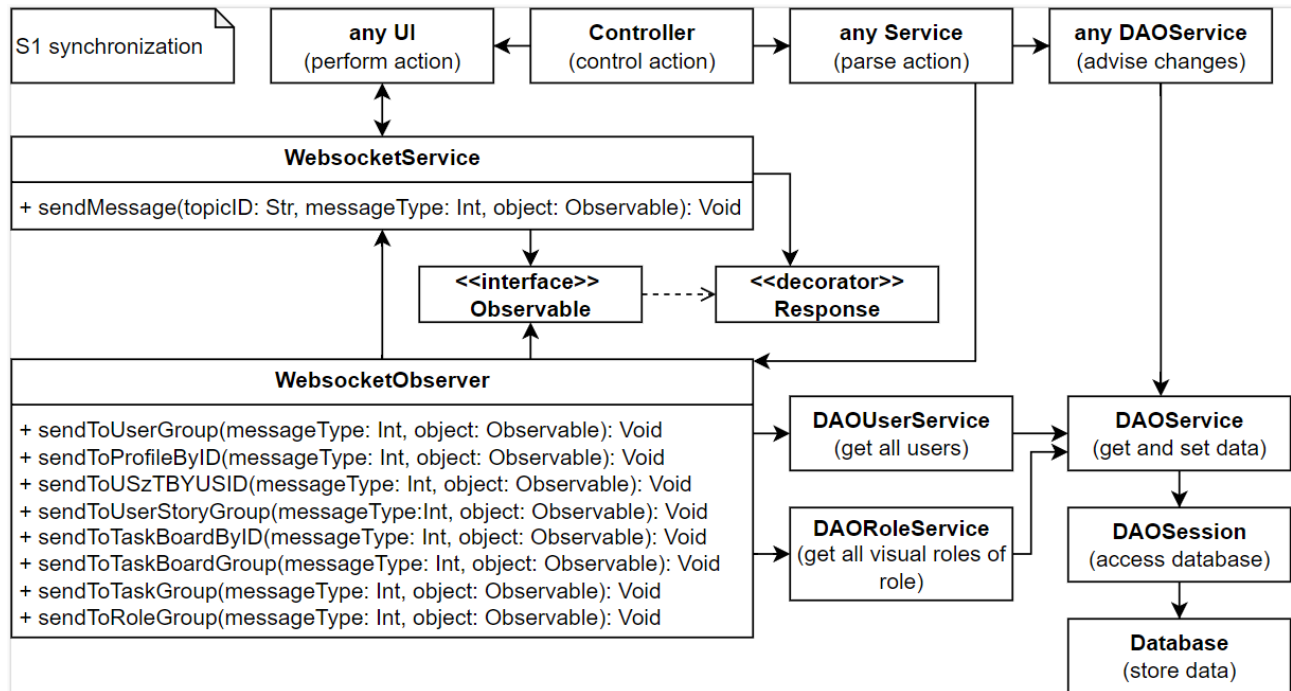 S1 synchronization
any UI
(perform action)
Controller
(control action)
any Service
(parse action)
any DAOService
(advise changes)
WebsocketService
+ sendMessage(topicID: Str, messageType: Int, object: Observable): Void
<<interface>>
Observable
<<decorator>>
Response
WebsocketObserver
+ sendToUserGroup(messageType: Int, object: Observable): Void
+ sendToProfileByID(messageType: Int, object: Observable): Void
+ sendToUSzTBYUSID(messageType: Int, object: Observable): Void
+ sendToUserStoryGroup(messageType:Int, object: Observable): Void
+ sendToTaskBoardByID(messageType: Int, object: Observable): Void
+ sendToTaskBoardGroup(messageType: Int, object: Observable): Void
+ sendToTaskGroup(messageType: Int, object: Observable): Void
+ sendToRoleGroup(messageType: Int, object: Observable): Void
DAOUserService
(get all users)
DAORoleService
(get all visual roles of
role)
DAOService
(get and set data)
DAOSession
(access database)
Database
(store data)